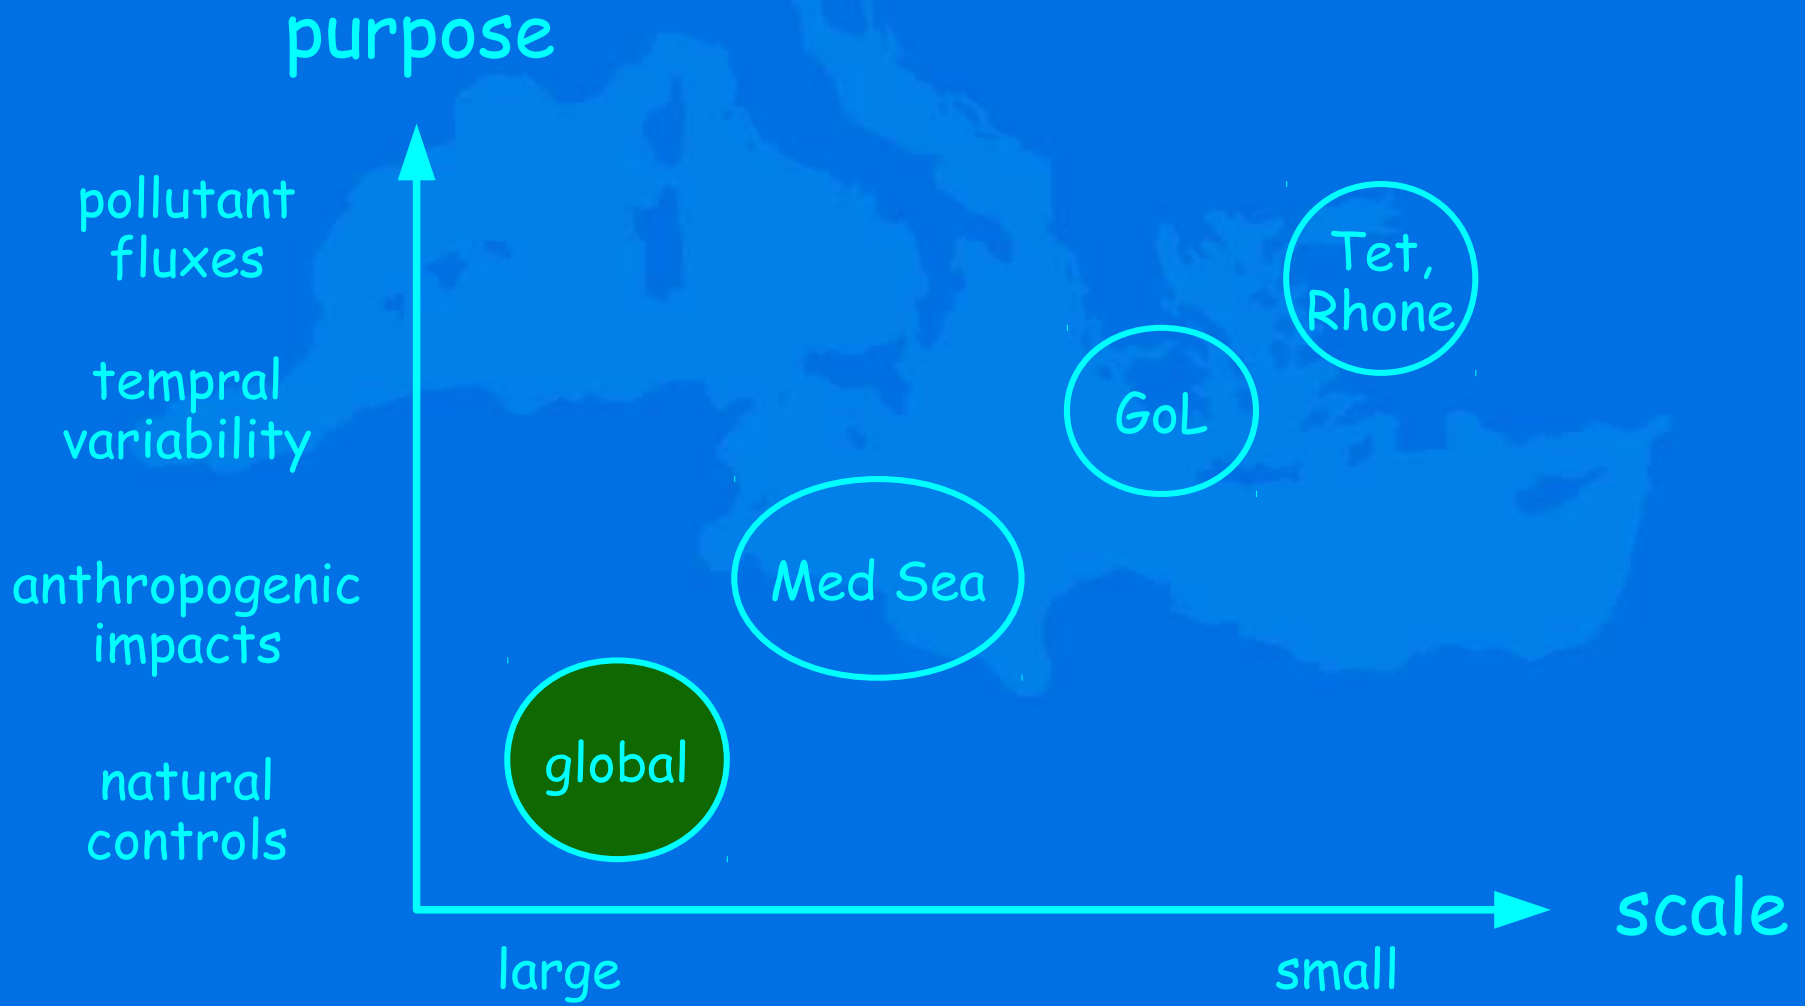 purpose
pollutant
fluxes
tempral
variability
anthropogenic
impacts
natural
controls
Tet,
Rhone
GoL
Med Sea
global
scale
large
small